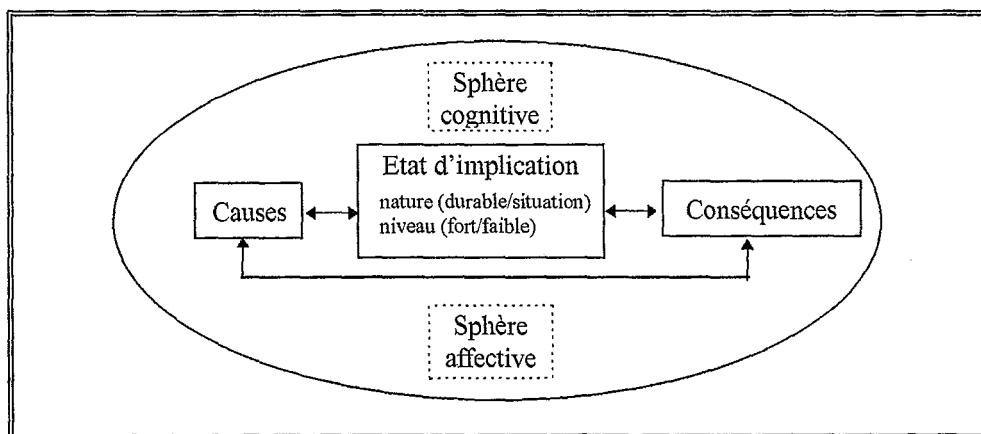 Sphère
cognitive
Etat d'implication
nature (durable/situation)
niveau (fort/faible)
Causes
Conséquences
Sphère
affective